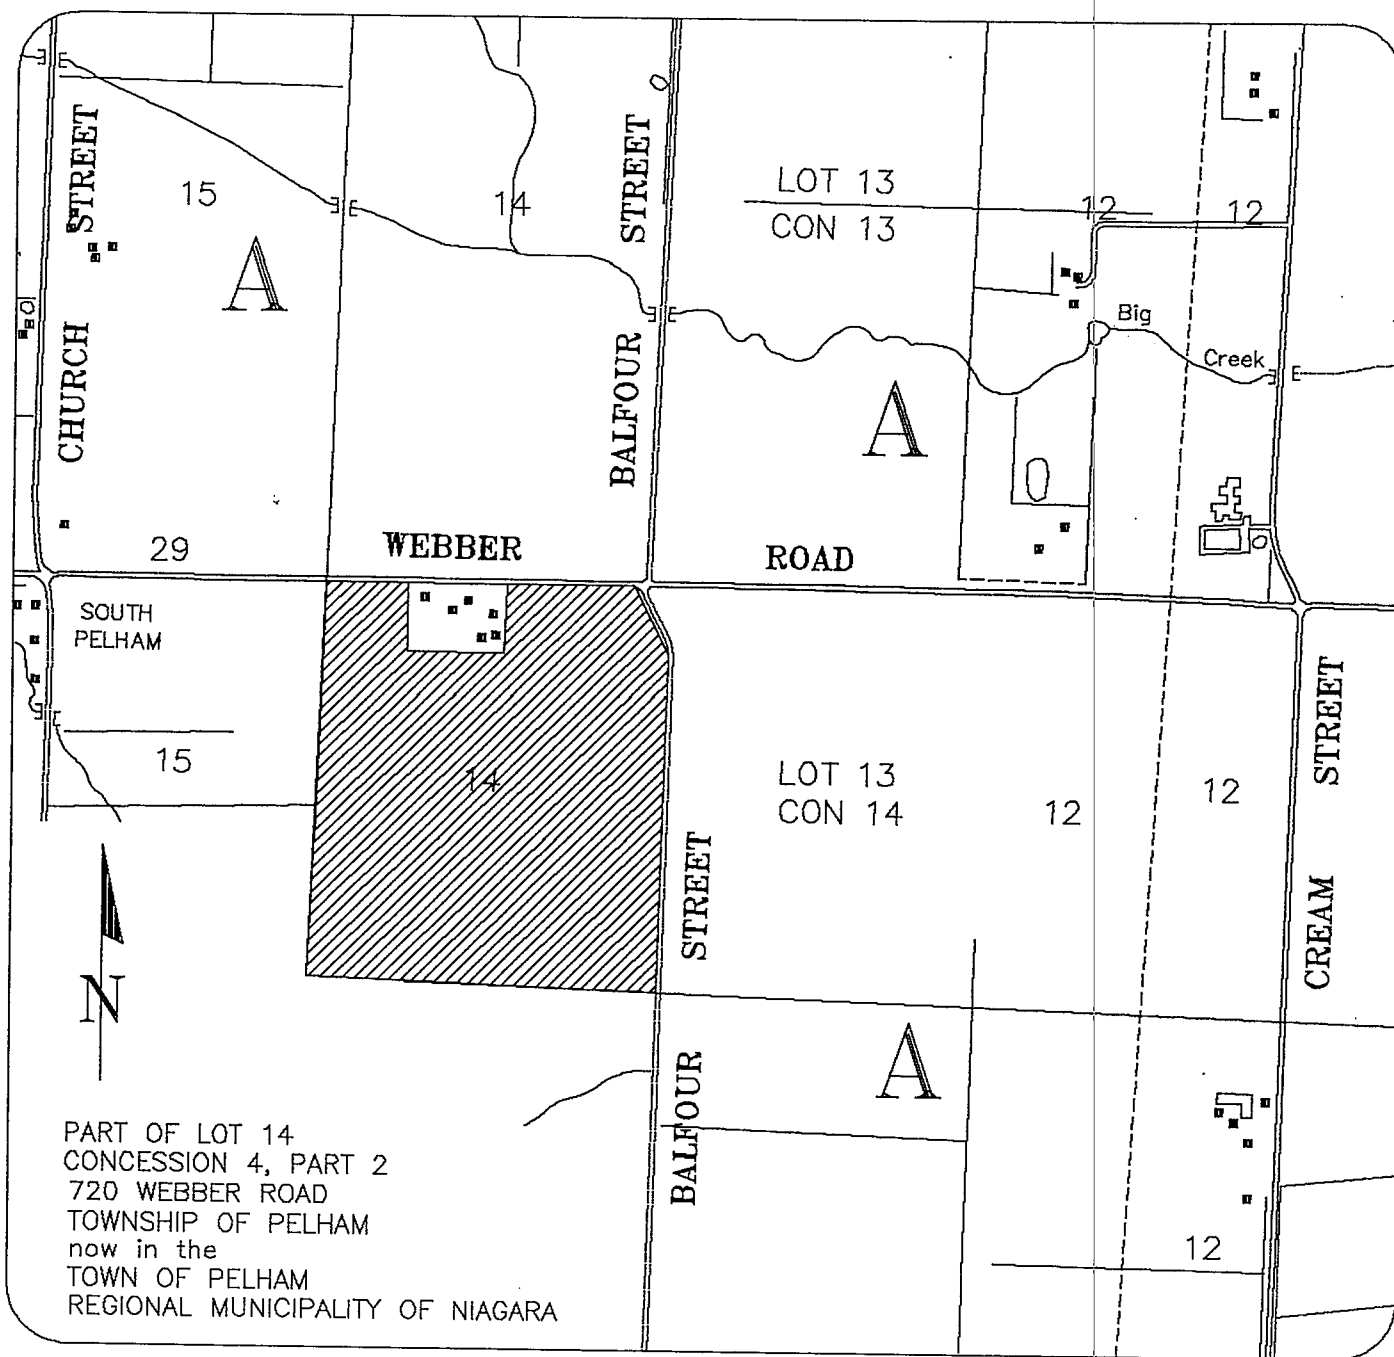 STREET
CHURCH
15
A
14
STREET
BALFOUR
LOT 13
CON 13
12
12
A
Big
Creek
29
WEBBER
ROAD
SOUTH
PELHAM
15
14
LOT 13
CON 14
12
12
STREET
CREAM
STREET
BALFOUR
N
A
12
PART OF LOT 14
CONCESSION 4, PART 2
720 WEBBER ROAD
TOWNSHIP OF PELHAM
now in the
TOWN OF PELHAM
REGIONAL MUNICIPALITY OF NIAGARA